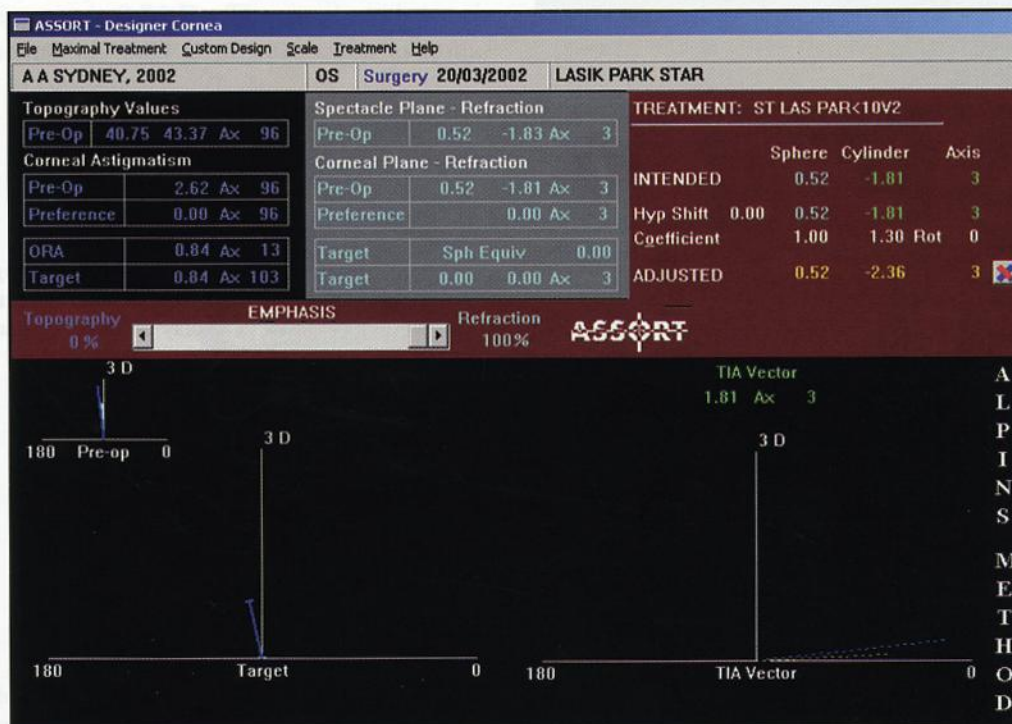 ASSORT - Designer Cornea
File Maximal Treatment Custom Design Scale Treatment Help
A A SYDNEY, 2002 OS Surgery 20/03/2002 LASIK PARK STAR
Topography Values
Pre-Op 40.75 43.37 Ax 96
Corneal Astigmatism
Pre-Op 2.62 Ax 96
Preference 0.00 Ax 96
ORA 0.84 Ax 13
Target 0.84 Ax 103
Spectacle Plane - Refraction
Pre-Op 0.52 -1.83 Ax 3
Corneal Plane - Refraction
Pre-Op 0.52 -1.81 Ax 3
Preference 0.00 Ax 3
Target Sph Equiv 0.00
Target 0.00 0.00 Ax 3
TREATMENT: ST LAS PAR<10V2
Sphere Cylinder Axis
INTENDED 0.52 -1.81 3
Hyp Shift 0.00 0.52 -1.81 3
Coefficient 1.00 1.30 Rot 0
ADJUSTED 0.52 -2.36 3
Topography 0% EMPHASIS Refraction 100%
ASSORT
3 D
180 Pre-op 0
3 D
180 Target 0
TIA Vector
1.81 Ax 3
3 D
180 TIA Vector 0
ALPINS METHOD